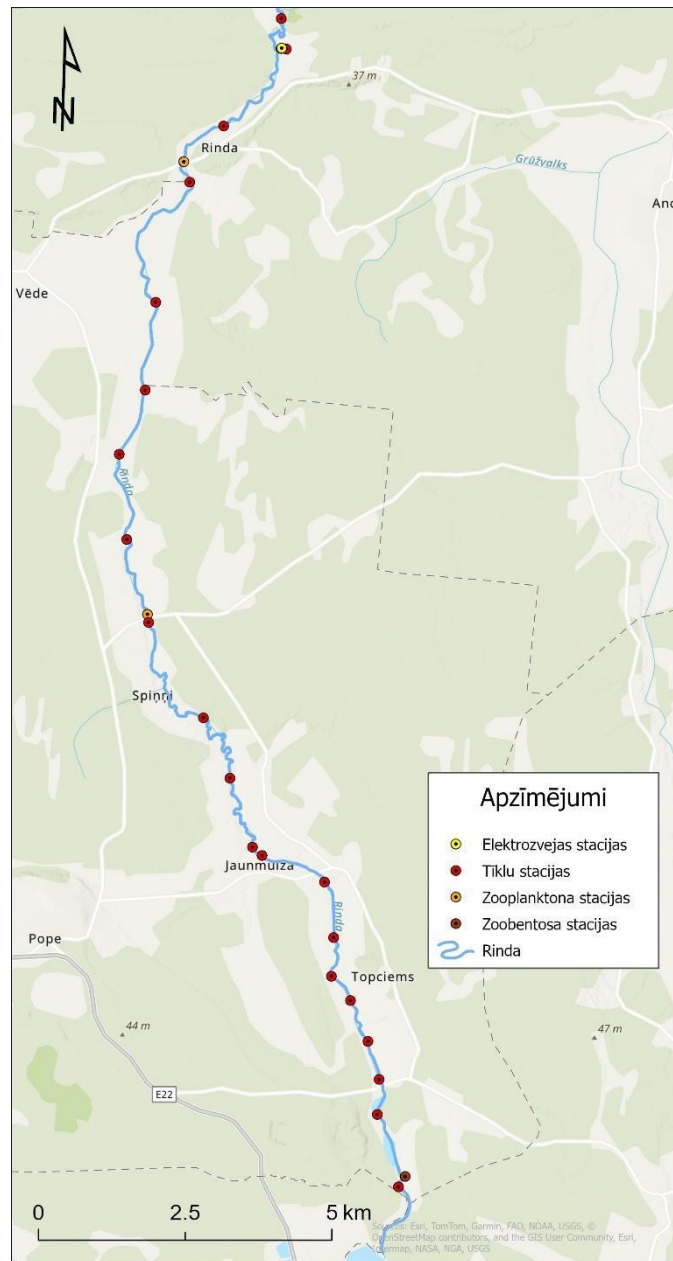 N
37 m
Rinda
Grūžvalks
Vēde
Rinda
Spiņņi
Jaunmuiža
Rinda
Pope
Topciems
44 m
47 m
E22
Apzīmējumi
Elektrozvejas stacijas
Tīklu stacijas
Zooplanktona stacijas
Zoobentosa stacijas
Rinda
0 2.5 5 km
Sources: Esri, TomTom, Garmin, FAO, NOAA, USGS, ©
OpenStreetMap contributors, and the GIS User Community, Esri,
Intermap, NASA, NGA, USGS